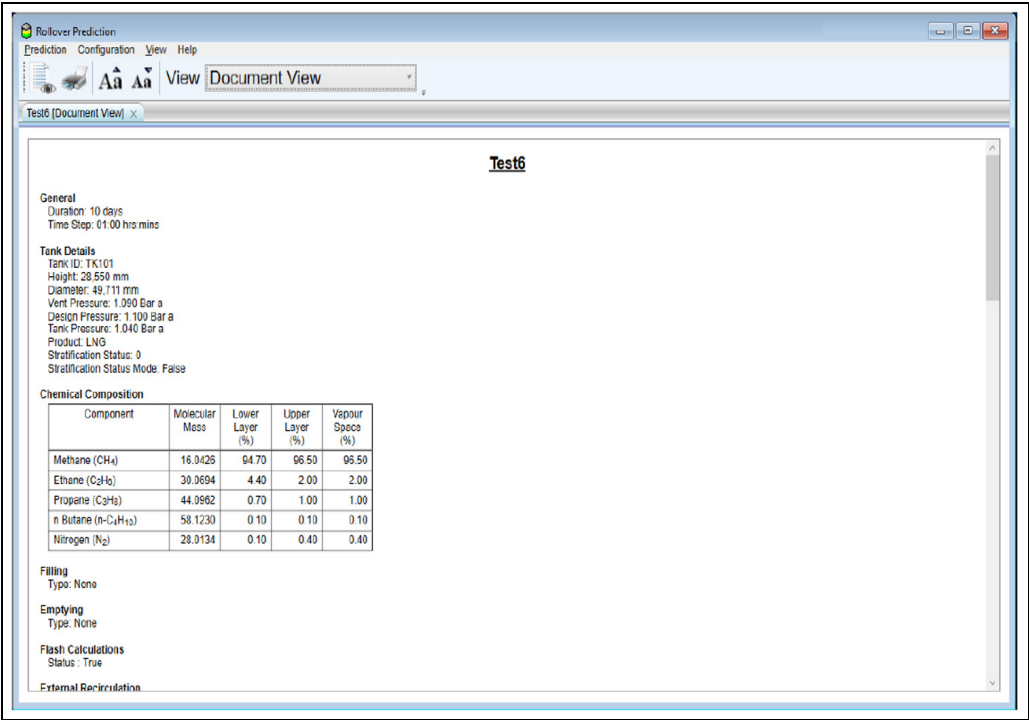 Rollover Prediction
Prediction Configuration View Help
Aâ Aǎ View Document View
Test6 [Document View] X
Test6
General
Duration: 10 days
Time Step: 01:00 hrs:mins
Tank Details
Tank ID: TK101
Height: 28,550 mm
Diameter: 49,711 mm
Vent Pressure: 1.090 Bar a
Design Pressure: 1.100 Bar a
Tank Pressure: 1.040 Bar a
Product: LNG
Stratification Status: 0
Stratification Status Mode: False
Chemical Composition
Component Molecular Mass Lower Layer (%) Upper Layer (%) Vapour Space (%)
Methane (CH₄) 16.0426 94.70 96.50 96.50
Ethane (C₂H₆) 30.0694 4.40 2.00 2.00
Propane (C₃H₈) 44.0962 0.70 1.00 1.00
n Butane (n-C₄H₁₀) 58.1230 0.10 0.10 0.10
Nitrogen (N₂) 28.0134 0.10 0.40 0.40
Filling
Type: None
Emptying
Type: None
Flash Calculations
Status : True
External Recirculation